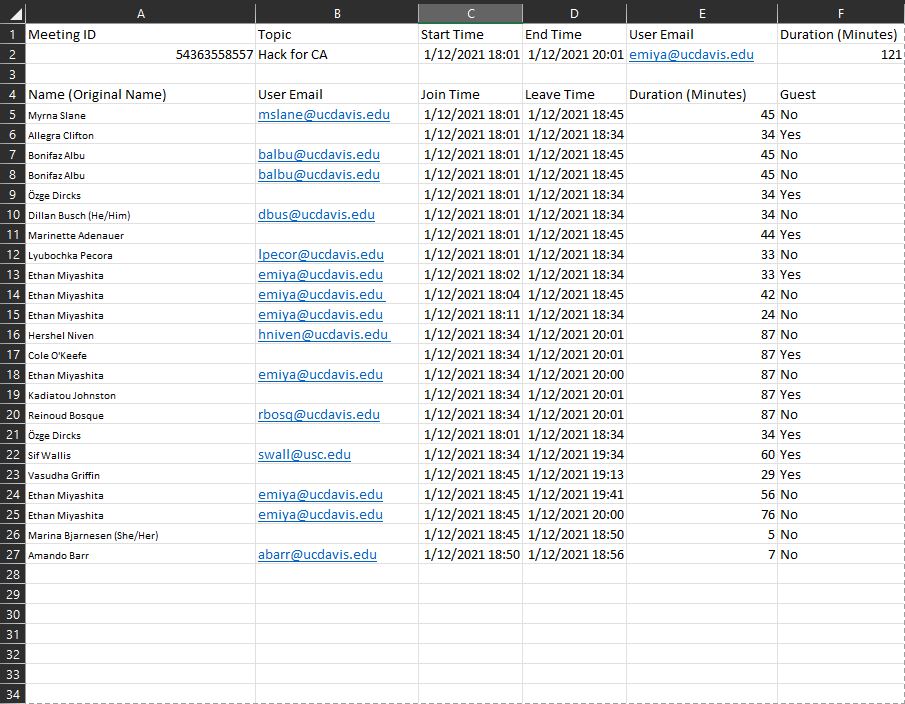 A B C D E F
1 Meeting ID Topic Start Time End Time User Email Duration (Minutes)
2 54363558557 Hack for CA 1/12/2021 18:01 1/12/2021 20:01 emiya@ucdavis.edu 121
3
4 Name (Original Name) User Email Join Time Leave Time Duration (Minutes) Guest
5 Myrna Slane mslane@ucdavis.edu 1/12/2021 18:01 1/12/2021 18:45 45 No
6 Allegra Clifton 1/12/2021 18:01 1/12/2021 18:34 34 Yes
7 Bonifaz Albu balbu@ucdavis.edu 1/12/2021 18:01 1/12/2021 18:45 45 No
8 Bonifaz Albu balbu@ucdavis.edu 1/12/2021 18:01 1/12/2021 18:45 45 No
9 Özge Dircks 1/12/2021 18:01 1/12/2021 18:34 34 Yes
10 Dillan Busch (He/Him) dbus@ucdavis.edu 1/12/2021 18:01 1/12/2021 18:34 34 No
11 Marinette Adenauer 1/12/2021 18:01 1/12/2021 18:45 44 Yes
12 Lyubochka Pecora lpecor@ucdavis.edu 1/12/2021 18:01 1/12/2021 18:34 33 No
13 Ethan Miyashita emiya@ucdavis.edu 1/12/2021 18:02 1/12/2021 18:34 33 Yes
14 Ethan Miyashita emiya@ucdavis.edu 1/12/2021 18:04 1/12/2021 18:45 42 No
15 Ethan Miyashita emiya@ucdavis.edu 1/12/2021 18:11 1/12/2021 18:34 24 No
16 Hershel Niven hniven@ucdavis.edu 1/12/2021 18:34 1/12/2021 20:01 87 No
17 Cole O'Keefe 1/12/2021 18:34 1/12/2021 20:01 87 Yes
18 Ethan Miyashita emiya@ucdavis.edu 1/12/2021 18:34 1/12/2021 20:00 87 No
19 Kadiatou Johnston 1/12/2021 18:34 1/12/2021 20:01 87 Yes
20 Reinoud Bosque rbosq@ucdavis.edu 1/12/2021 18:34 1/12/2021 20:01 87 No
21 Özge Dircks 1/12/2021 18:01 1/12/2021 18:34 34 Yes
22 Sif Wallis swall@usc.edu 1/12/2021 18:34 1/12/2021 19:34 60 Yes
23 Vasudha Griffin 1/12/2021 18:45 1/12/2021 19:13 29 Yes
24 Ethan Miyashita emiya@ucdavis.edu 1/12/2021 18:45 1/12/2021 19:41 56 No
25 Ethan Miyashita emiya@ucdavis.edu 1/12/2021 18:45 1/12/2021 20:00 76 No
26 Marina Bjarnesen (She/Her) 1/12/2021 18:45 1/12/2021 18:50 5 No
27 Amando Barr abarr@ucdavis.edu 1/12/2021 18:50 1/12/2021 18:56 7 No
28
29
30
31
32
33
34